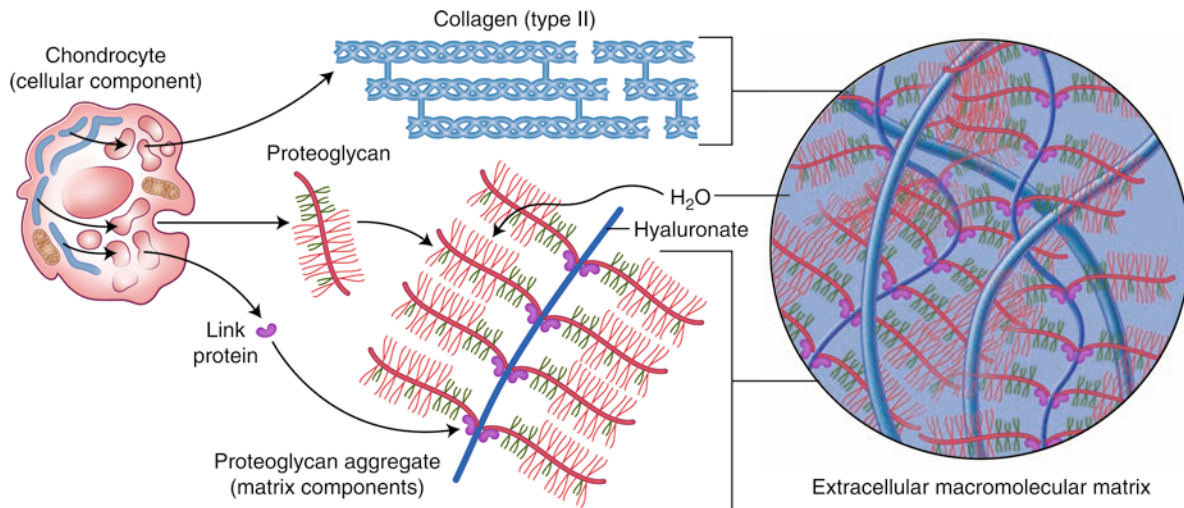 Collagen (type II)
Chondrocyte
(cellular component)
Proteoglycan
H₂O
Hyaluronate
Link
protein
Proteoglycan aggregate
(matrix components)
Extracellular macromolecular matrix